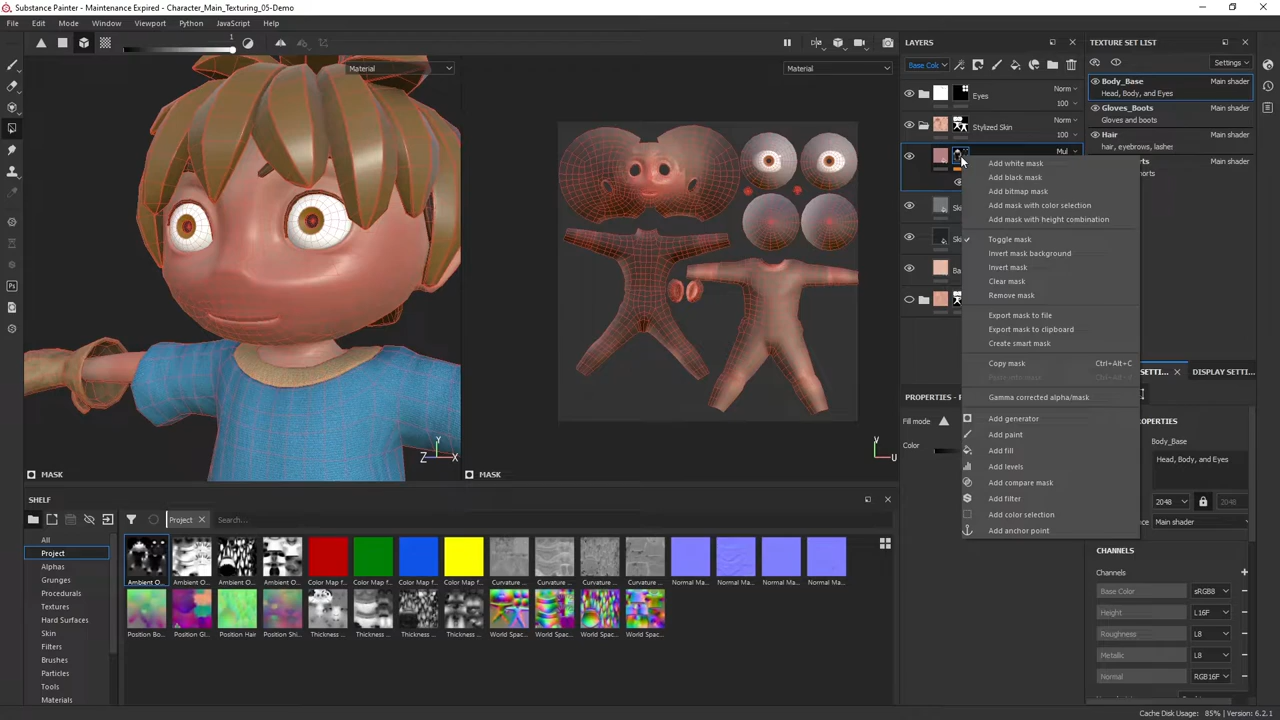 Substance Painter - Maintenance Expired - Character_Main_Texturing_05-Demo
File Edit Mode Window Viewport Python JavaScript Help
1
Material
Material
Y
Z X
V
U
MASK
MASK
LAYERS
Base Col
Norm
Eyes
100
Norm
Stylized Skin
100
Mul
Add white mask
Add black mask
Add bitmap mask
Add mask with color selection
Add mask with height combination
Toggle mask
Invert mask background
Invert mask
Clear mask
Remove mask
Export mask to file
Export mask to clipboard
Create smart mask
Copy mask Ctrl+Alt+C
Gamma corrected alpha/mask
Add generator
Add paint
Add fill
Add levels
Add compare mask
Add filter
Add color selection
Add anchor point
PROPERTIES -
Fill mode
Color
TEXTURE SET LIST
Settings
Body_Base Main shader
Head, Body, and Eyes
Gloves_Boots Main shader
Gloves and boots
Hair Main shader
hair, eyebrows, lashes
Main shader
DISPLAY SETTI...
Body_Base
Head, Body, and Eyes
2048 2048
Main shader
CHANNELS
Channels
Base Color sRGB8
Height L16F
Roughness L8
Metallic L8
Normal RGB16F
SHELF
Project
Search...
All
Project
Alphas
Grunges
Procedurals
Textures
Hard Surfaces
Skin
Filters
Brushes
Particles
Tools
Materials
Ambient O... Ambient O... Ambient O... Ambient O... Color Map f... Color Map f... Color Map f... Color Map f... Curvature ... Curvature ... Curvature ... Curvature ... Normal Ma... Normal Ma... Normal Ma... Normal Ma...
Position Bo... Position Gl... Position Hair Position Shi... Thickness ... Thickness ... Thickness ... Thickness ... World Spac... World Spac... World Spac... World Spac...
Cache Disk Usage: 85% | Version: 6.2.1